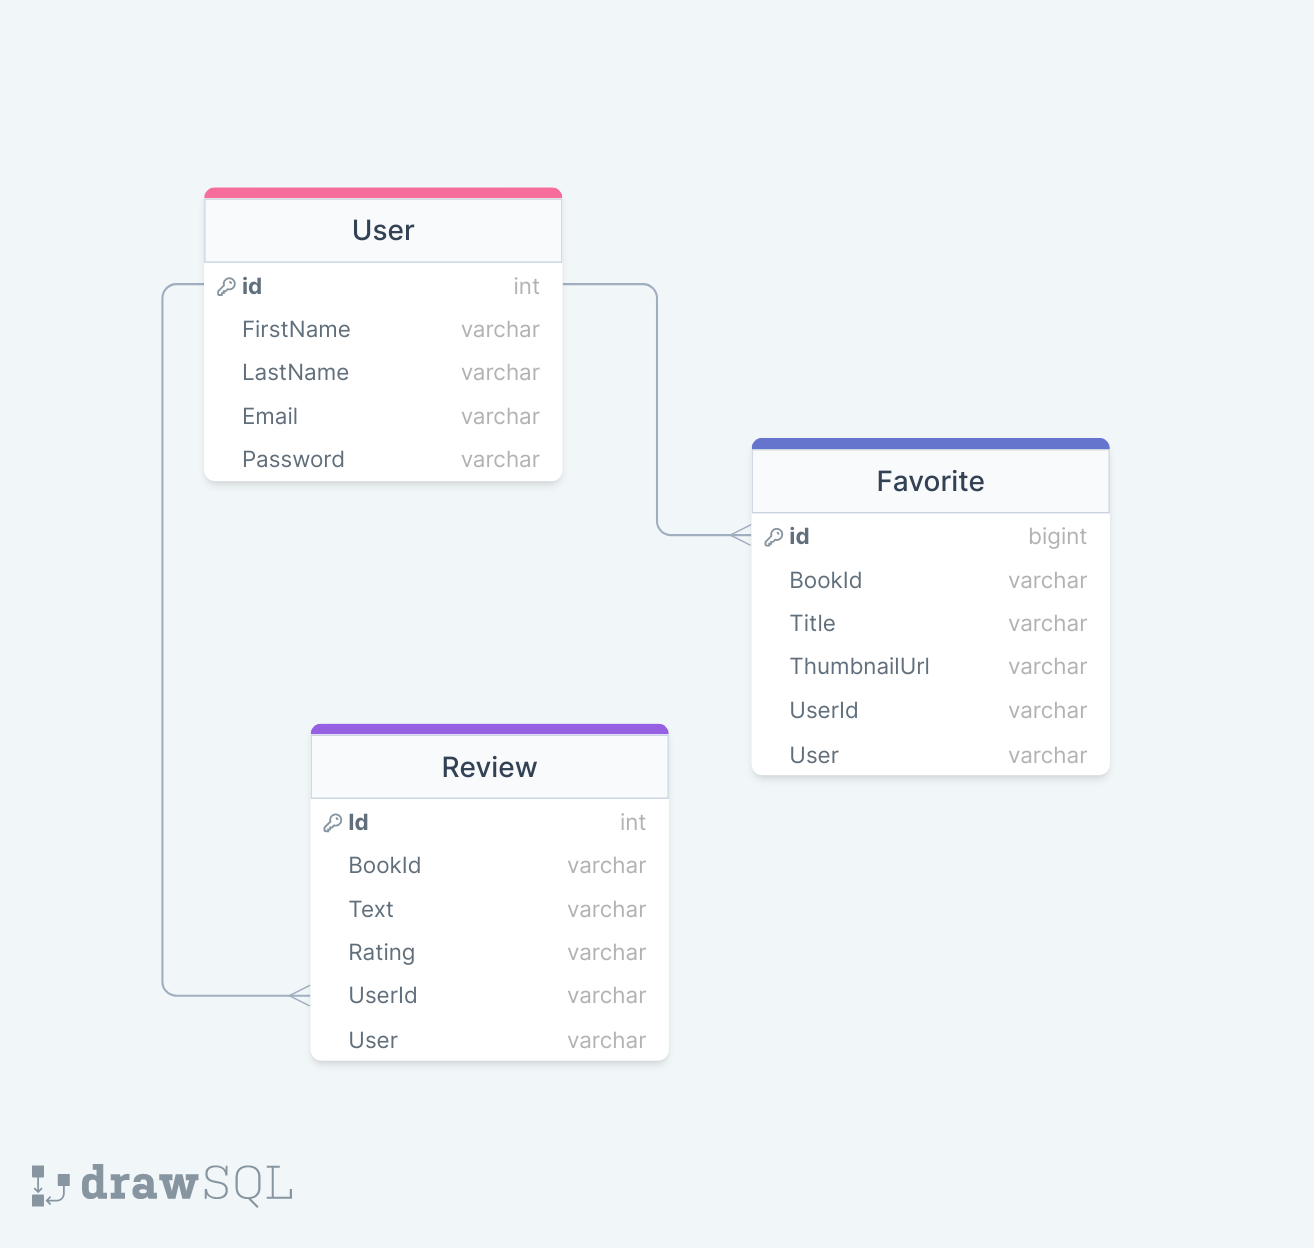 User
id int
FirstName varchar
LastName varchar
Email varchar
Password varchar
Favorite
id bigint
BookId varchar
Title varchar
ThumbnailUrl varchar
UserId varchar
User varchar
Review
Id int
BookId varchar
Text varchar
Rating varchar
UserId varchar
User varchar
drawSQL